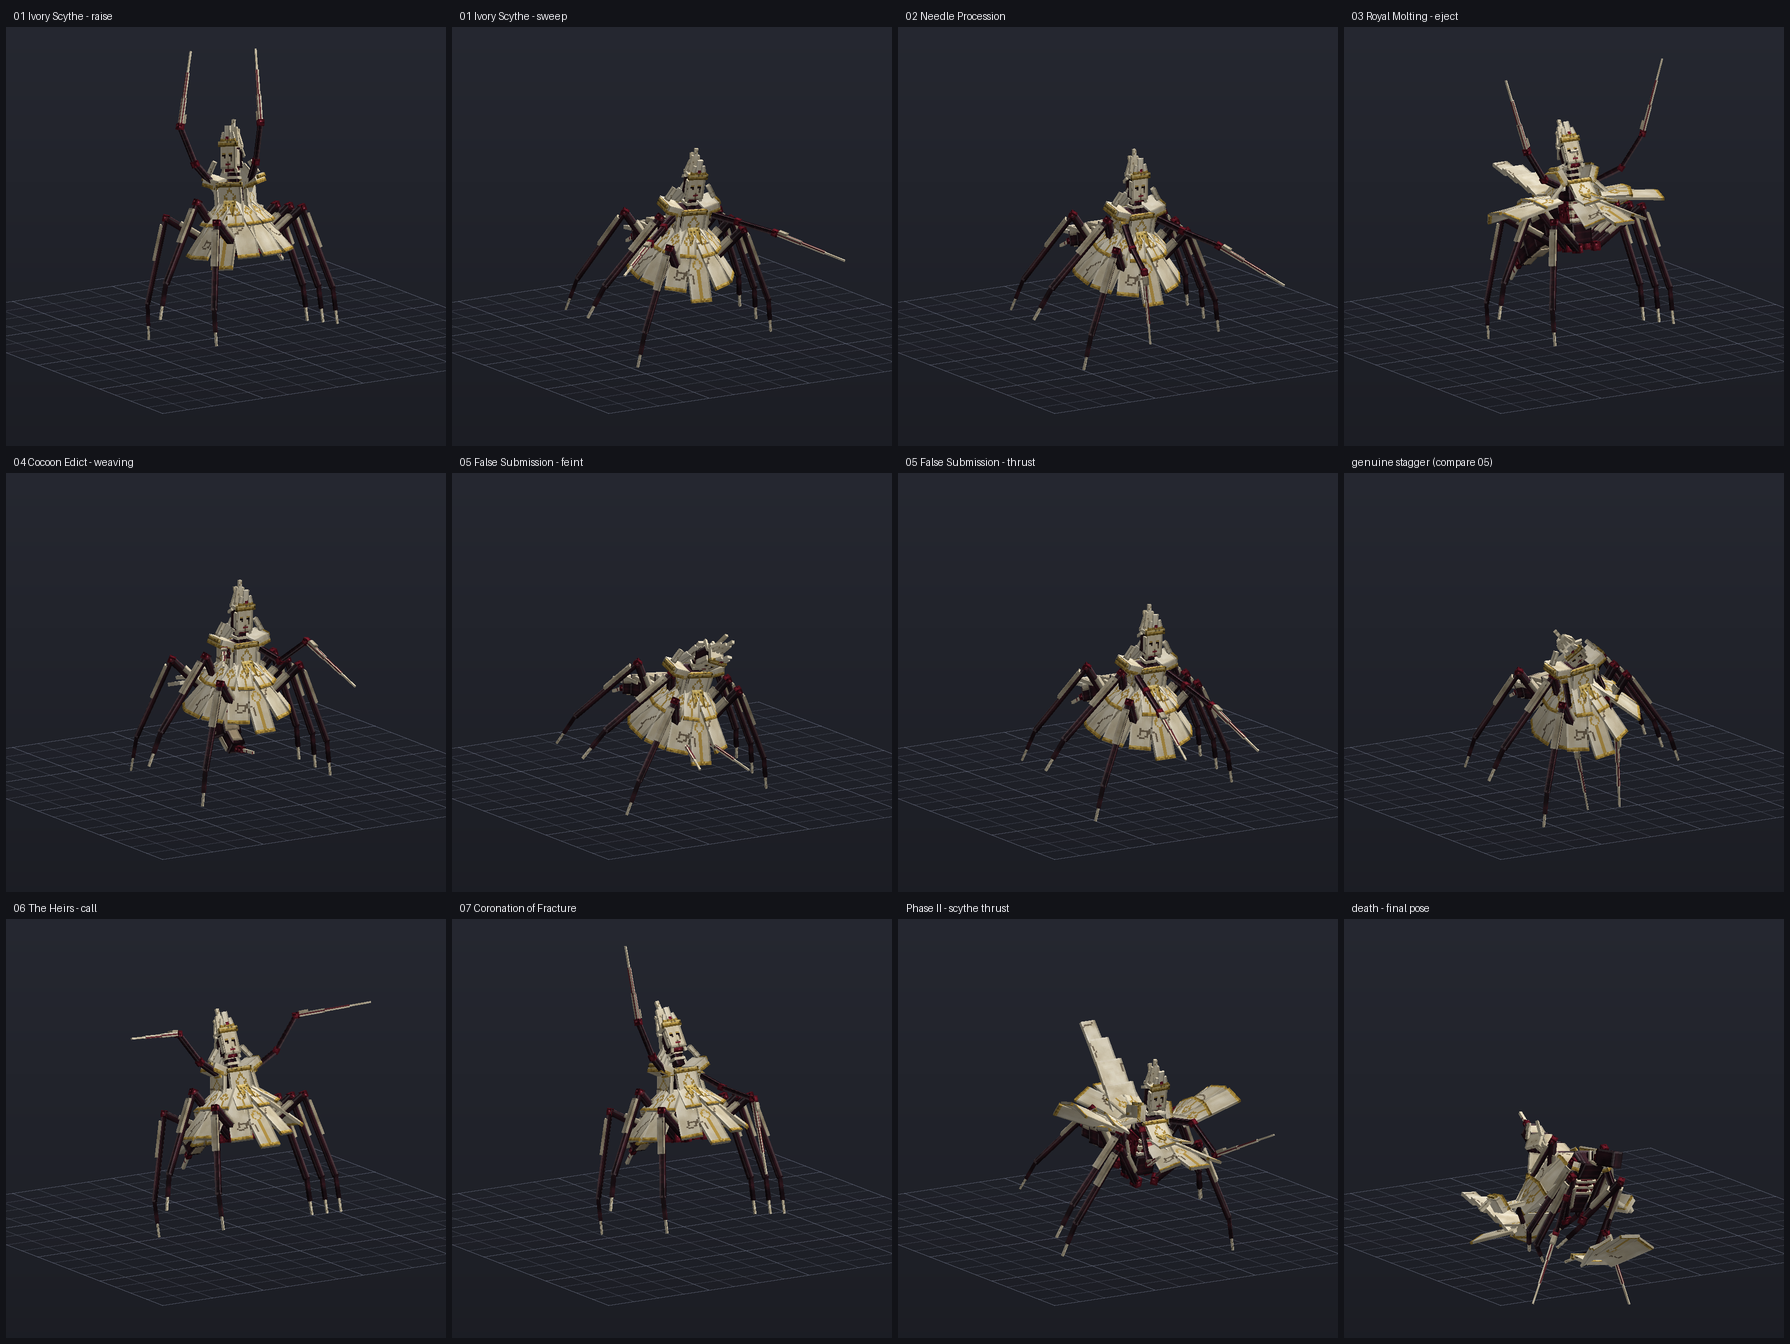 01 Ivory Scythe - raise
01 Ivory Scythe - sweep
02 Needle Procession
03 Royal Molting - eject
04 Cocoon Edict - weaving
05 False Submission - feint
05 False Submission - thrust
genuine stagger (compare 05)
06 The Heirs - call
07 Coronation of Fracture
Phase II - scythe thrust
death - final pose